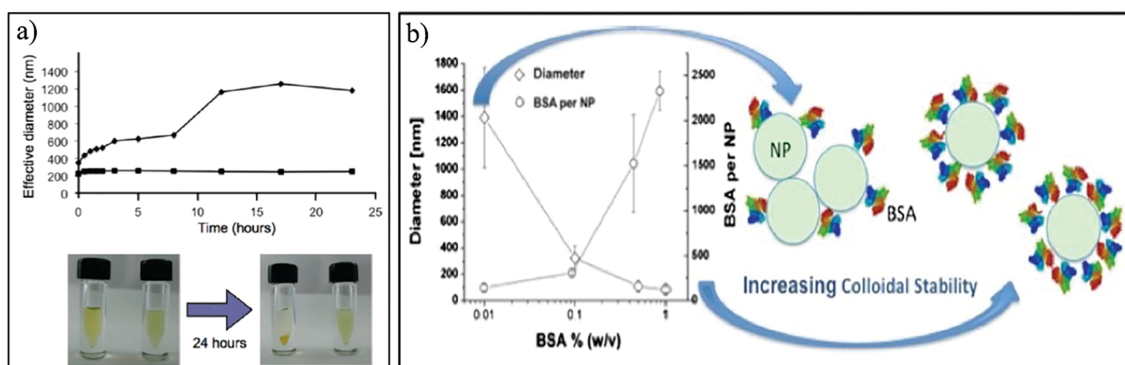 a)
Effective diameter (nm)
1400
1200
1000
800
600
400
200
0
0 5 10 15 20 25
Time (hours)
24 hours
b)
Diameter [nm]
1800
1600
1400
1200
1000
800
600
400
200
0
Diameter
BSA per NP
2500
2000
1500
1000
500
0
BSA per NP
0 01 0.1 1
BSA % (w/v)
NP
BSA
Increasing Colloidal Stability